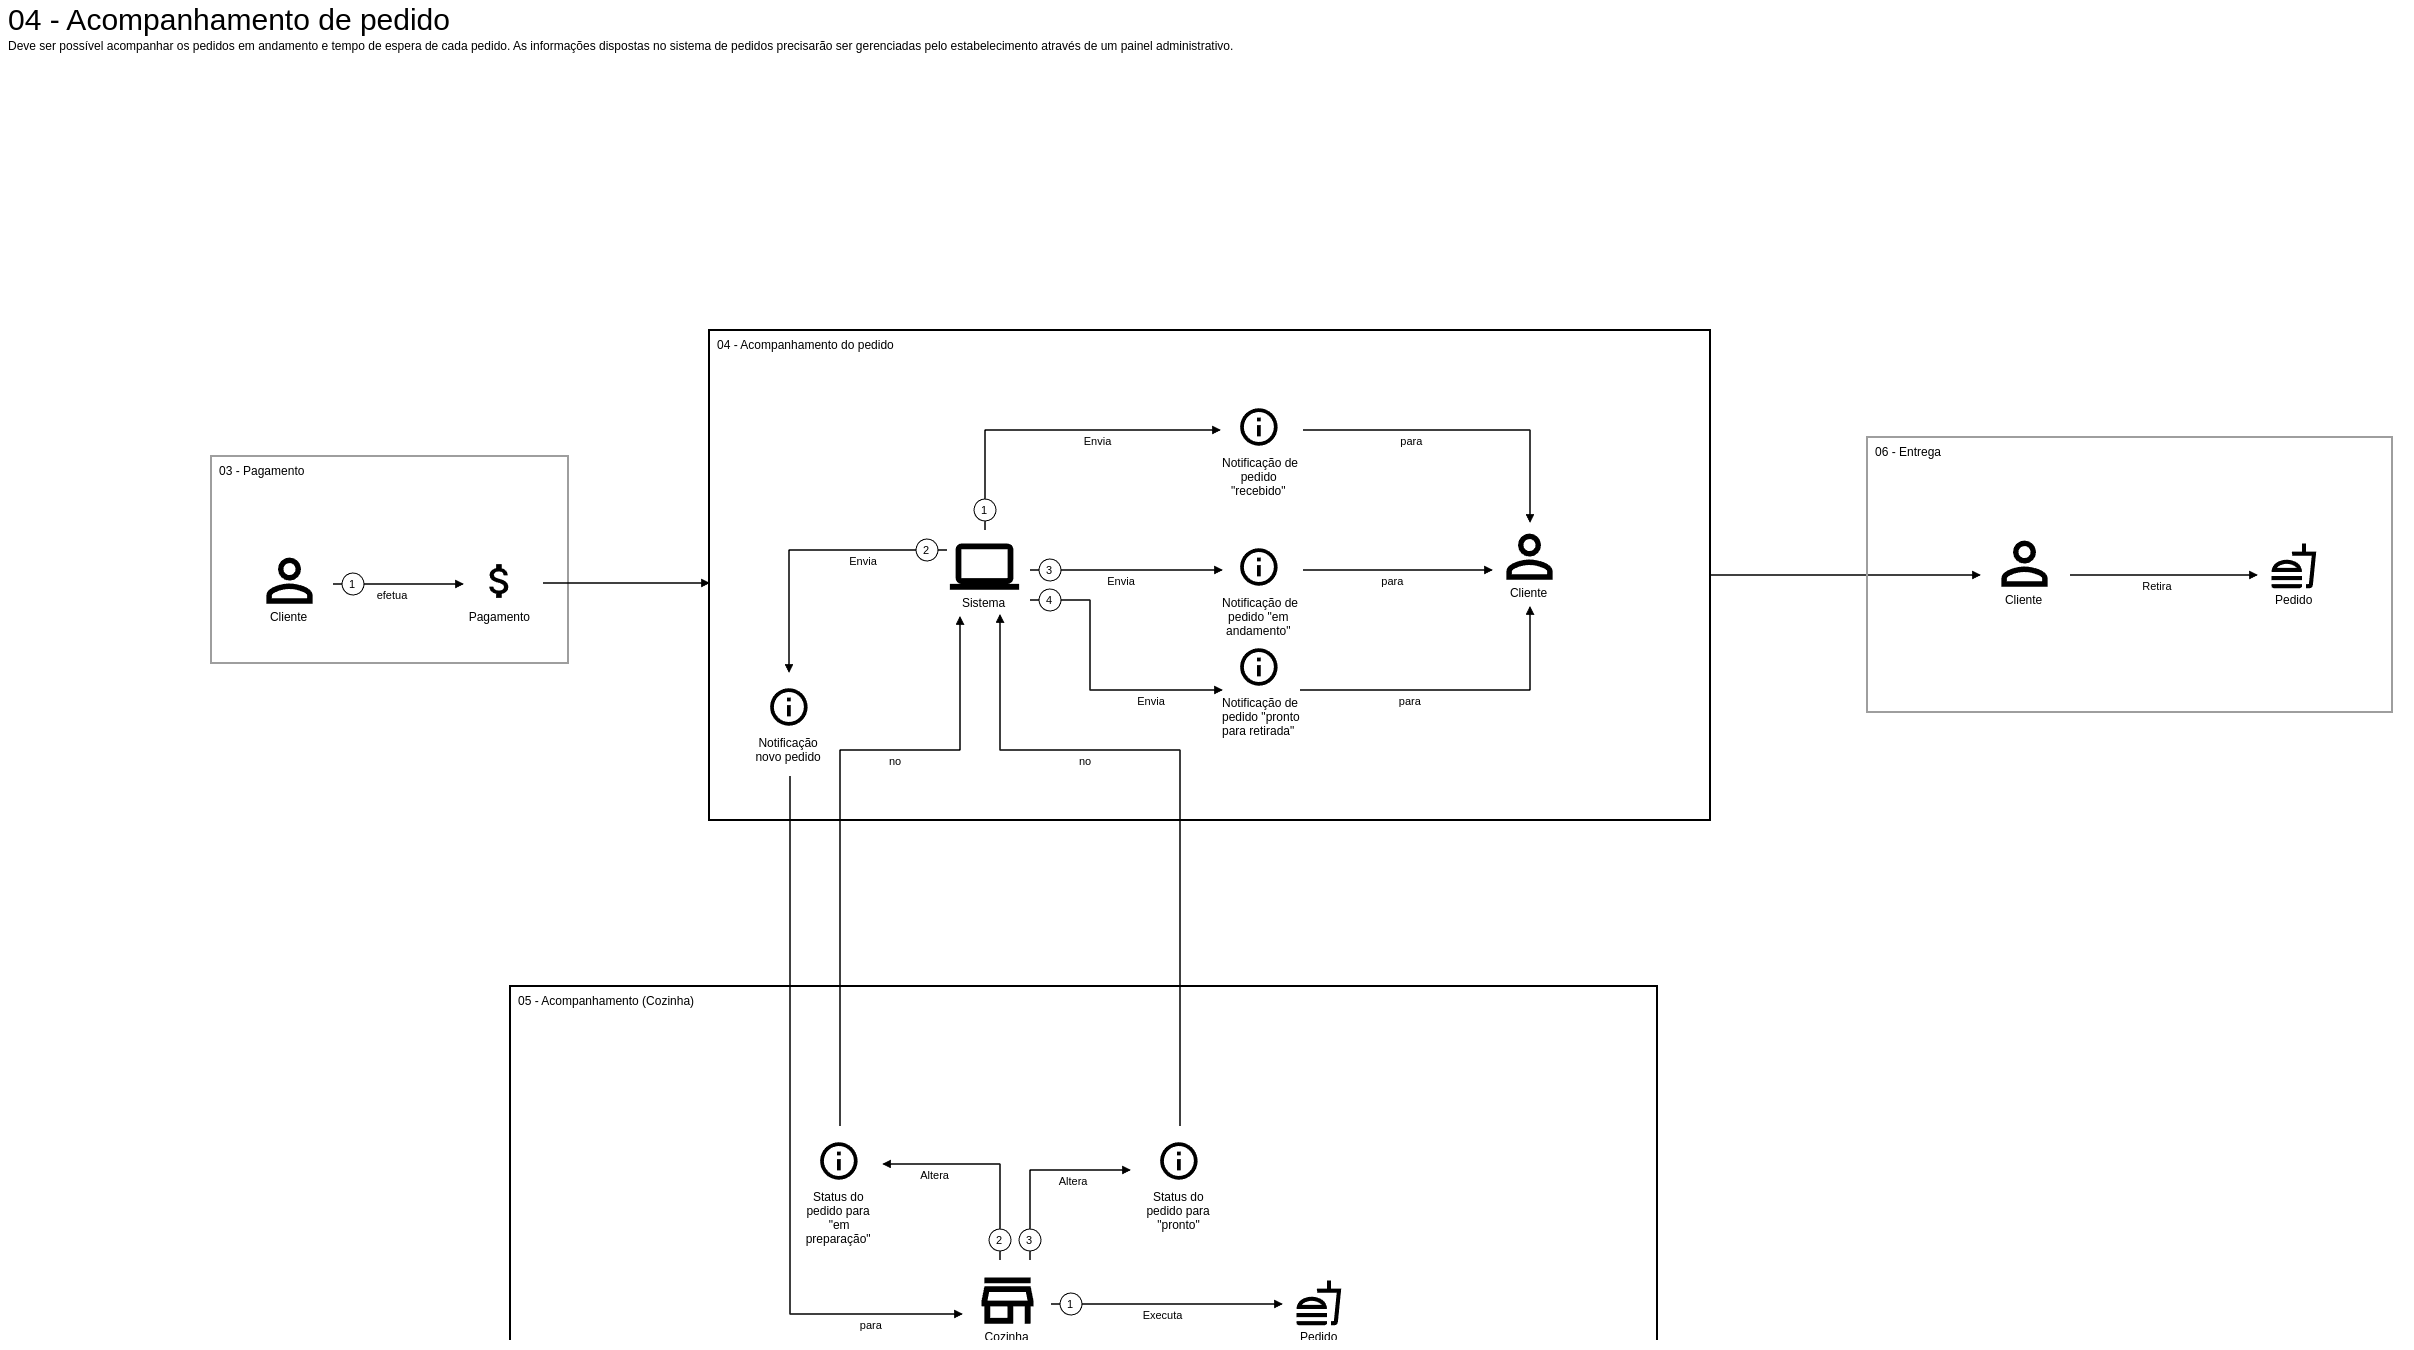 04 - Acompanhamento de pedido
Deve ser possível acompanhar os pedidos em andamento e tempo de espera de cada pedido. As informações dispostas no sistema de pedidos precisarão ser gerenciadas pelo estabelecimento através de um painel administrativo.
03 - Pagamento
Cliente
1
efetua
Pagamento
04 - Acompanhamento do pedido
Envia
Notificação de
pedido
"recebido"
para
1
2
Envia
Sistema
3
Envia
Notificação de
pedido "em
andamento"
para
Cliente
4
Envia
Notificação de
pedido "pronto
para retirada"
para
Notificação
novo pedido
no
no
06 - Entrega
Cliente
Retira
Pedido
05 - Acompanhamento (Cozinha)
Status do
pedido para
"em
preparação"
Altera
Altera
Status do
pedido para
"pronto"
2
3
para
Cozinha
1
Executa
Pedido